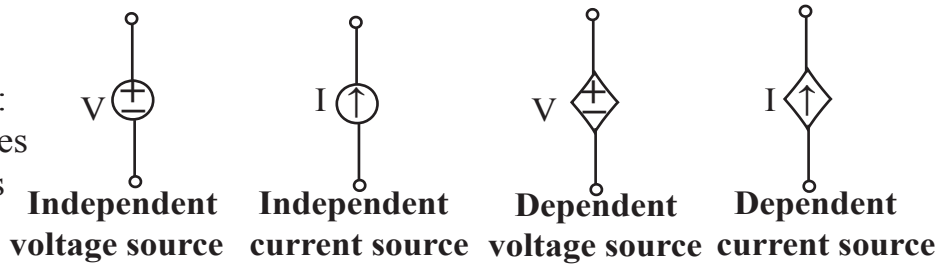 V I V I
Independent Independent Dependent Dependent
voltage source current source voltage source current source